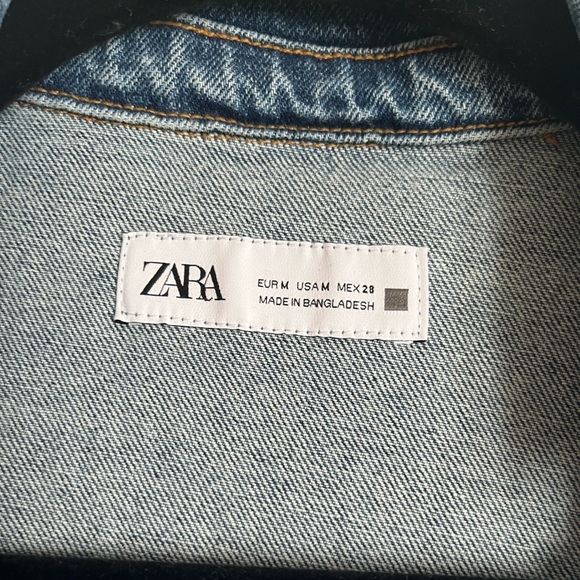 ZARA
EUR M USA M MEX 28
MADE IN BANGLADESH